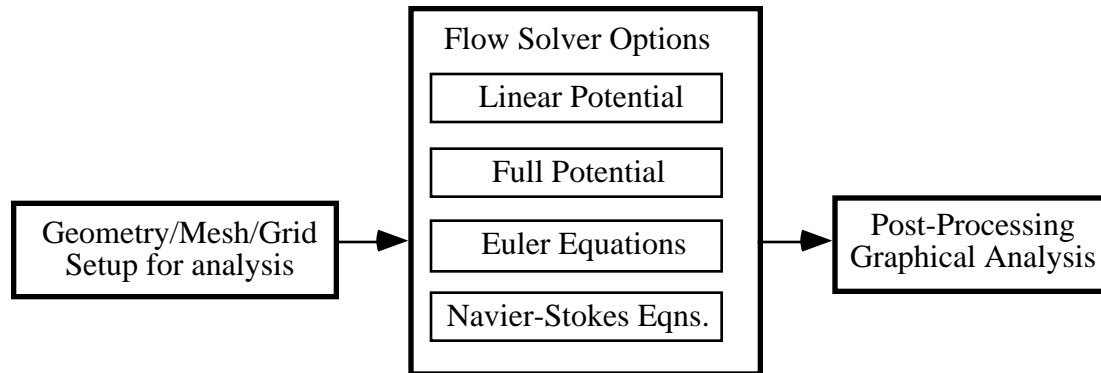 Geometry/Mesh/Grid
Setup for analysis
Flow Solver Options
Linear Potential
Full Potential
Euler Equations
Navier-Stokes Eqns.
Post-Processing
Graphical Analysis